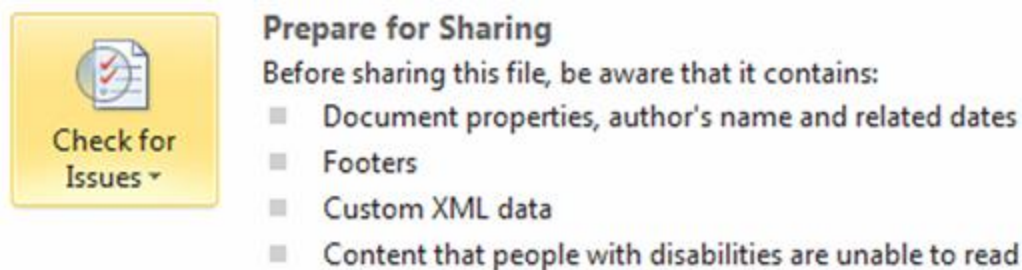 Check for
Issues
Prepare for Sharing
Before sharing this file, be aware that it contains:
Document properties, author's name and related dates
Footers
Custom XML data
Content that people with disabilities are unable to read